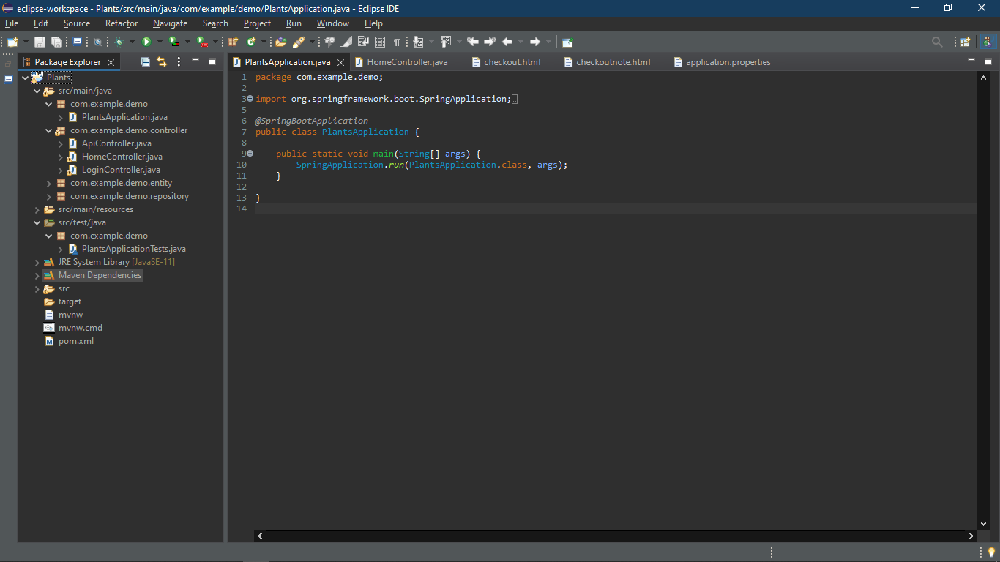 eclipse-workspace - Plants/src/main/java/com/example/demo/PlantsApplication.java - Eclipse IDE
File Edit Source Refactor Navigate Search Project Run Window Help
Package Explorer
Plants
src/main/java
com.example.demo
PlantsApplication.java
com.example.demo.controller
ApiController.java
HomeController.java
LoginController.java
com.example.demo.entity
com.example.demo.repository
src/main/resources
src/test/java
com.example.demo
PlantsApplicationTests.java
JRE System Library [JavaSE-11]
Maven Dependencies
src
target
mvnw
mvnw.cmd
pom.xml
PlantsApplication.java HomeController.java checkout.html checkoutnote.html application.properties
1 package com.example.demo;
2
3 import org.springframework.boot.SpringApplication;
5
6 @SpringBootApplication
7 public class PlantsApplication {
8
9 public static void main(String[] args) {
10 SpringApplication.run(PlantsApplication.class, args);
11 }
12
13 }
14